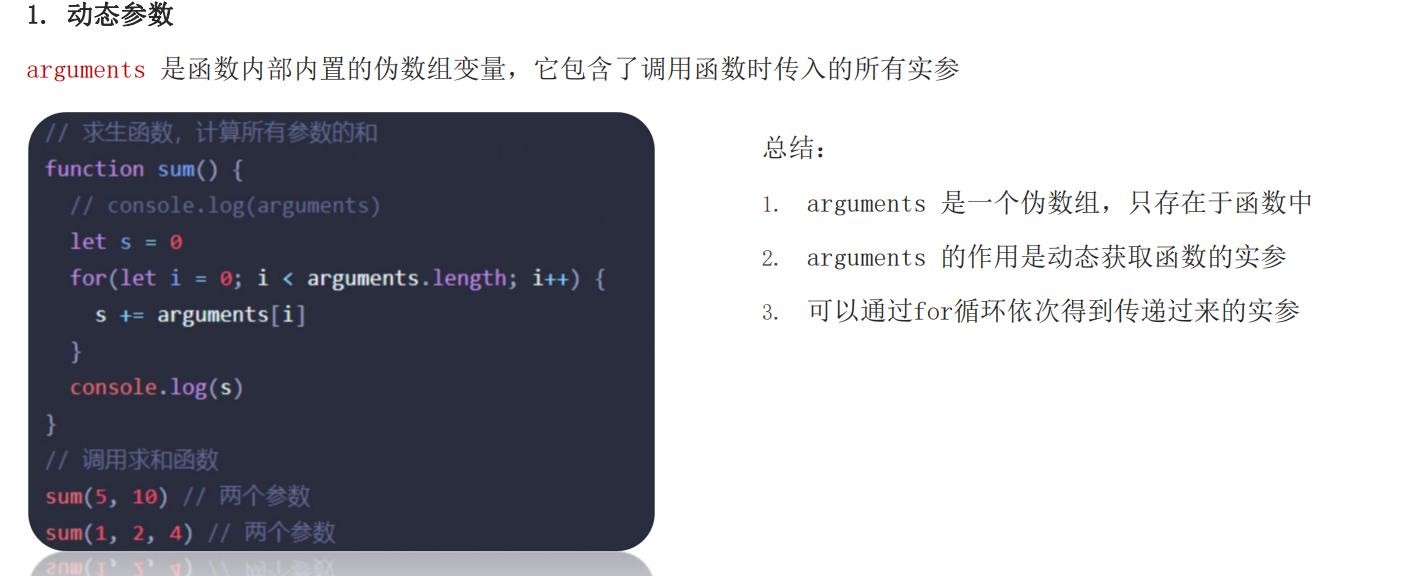 1. 动态参数
arguments 是函数内部内置的伪数组变量，它包含了调用函数时传入的所有实参
// 求生函数，计算所有参数的和
function sum() {
// console.log(arguments)
let s = 0
for(let i = 0; i < arguments.length; i++) {
s += arguments[i]
}
console.log(s)
}
// 调用求和函数
sum(5, 10) // 两个参数
sum(1, 2, 4) // 两个参数
总结：
1. arguments 是一个伪数组，只存在于函数中
2. arguments 的作用是动态获取函数的实参
3. 可以通过for循环依次得到传递过来的实参